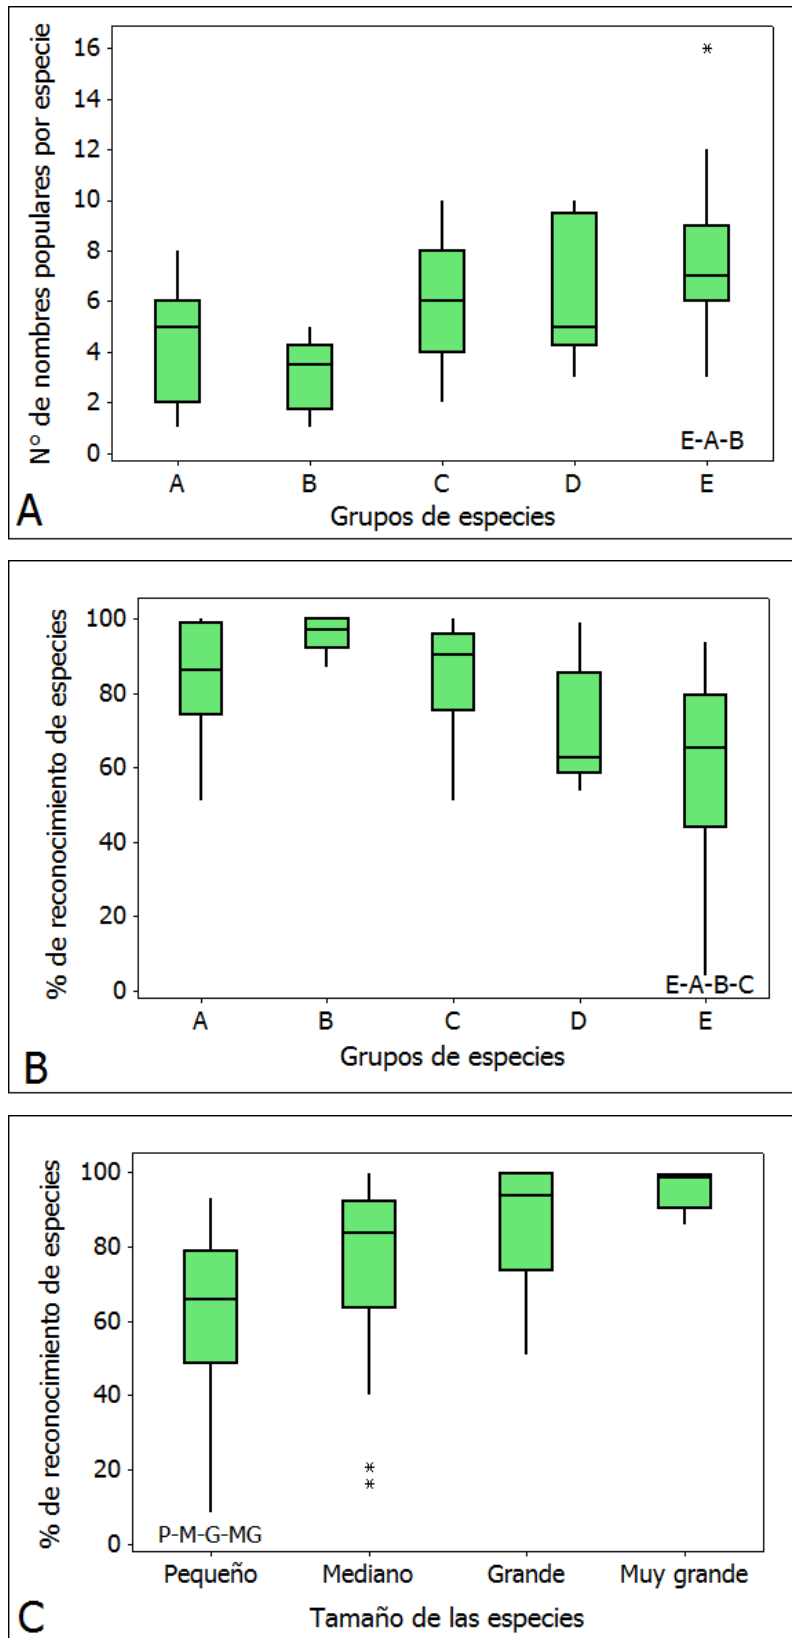 N° de nombres populares por especie
16
14
12
10
8
6
4
2
0
E-A-B
A B C D E
Grupos de especies
A
% de reconocimiento de especies
100
80
60
40
20
0
E-A-B-C
A B C D E
Grupos de especies
B
% de reconocimiento de especies
100
80
60
40
20
0
P-M-G-MG
Pequeño Mediano Grande Muy grande
Tamaño de las especies
C